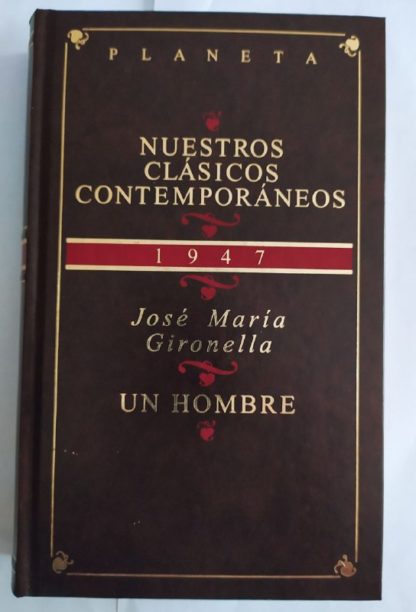 PLANETA
NUESTROS
CLÁSICOS
CONTEMPORÁNEOS
1947
José María
Gironella
UN HOMBRE